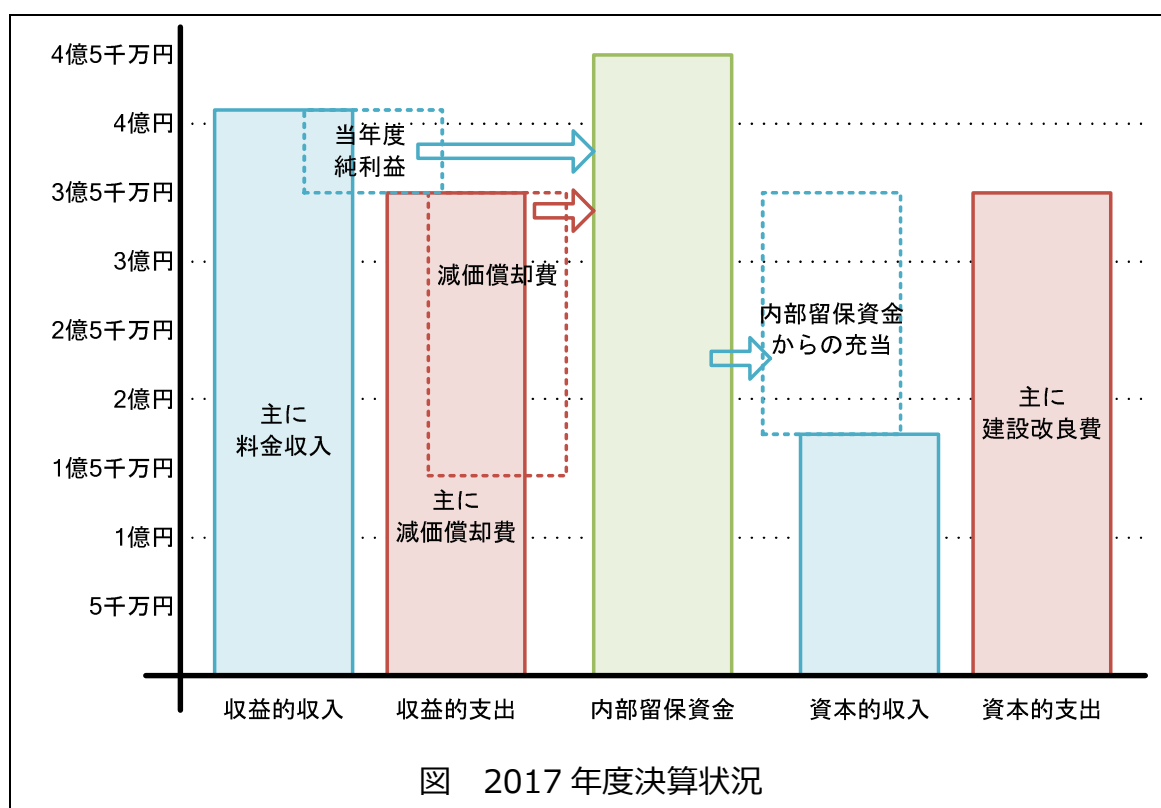 4億5千万円
4億円
3億5千万円
3億円
2億5千万円
2億円
1億5千万円
1億円
5千万円
当年度
純利益
減価償却費
内部留保資金
からの充当
主に
料金収入
主に
減価償却費
主に
建設改良費
収益的収入
収益的支出
内部留保資金
資本的収入
資本的支出
図 2017 年度決算状況